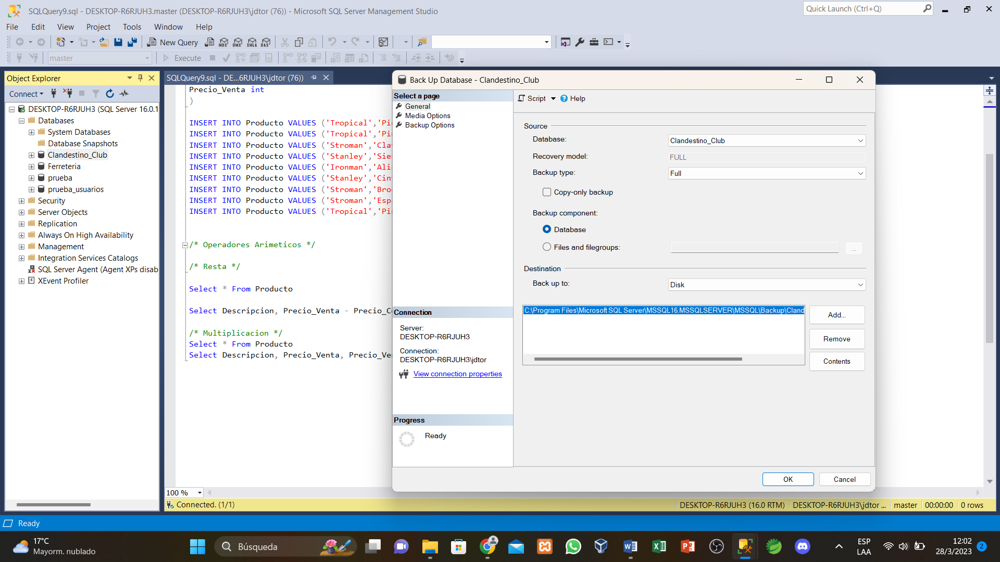 SQLQuery9.sql - DESKTOP-R6RJUH3.master (DESKTOP-R6RJUH3\jdtor (76)) - Microsoft SQL Server Management Studio
Quick Launch (Ctrl+Q)
File Edit View Project Tools Window Help
New Query
MDX DMX XMLA DAX
master
Execute
Object Explorer
Connect
DESKTOP-R6RJUH3 (SQL Server 16.0.1
Databases
System Databases
Database Snapshots
Clandestino_Club
Ferreteria
prueba
prueba_usuarios
Security
Server Objects
Replication
Always On High Availability
Management
Integration Services Catalogs
SQL Server Agent (Agent XPs disab
XEvent Profiler
SQLQuery9.sql - DE...6RJUH3\jdtor (76))
Precio_Venta int
)
INSERT INTO Producto VALUES ('Tropical','Pi
INSERT INTO Producto VALUES ('Tropical','Pi
INSERT INTO Producto VALUES ('Stroman','Cla
INSERT INTO Producto VALUES ('Stanley','Sie
INSERT INTO Producto VALUES ('Ironman','Ali
INSERT INTO Producto VALUES ('Stanley','Cin
INSERT INTO Producto VALUES ('Stroman','Bro
INSERT INTO Producto VALUES ('Stroman','Esp
INSERT INTO Producto VALUES ('Tropical','Pi
/* Operadores Arimeticos */
/* Resta */
Select * From Producto
Select Descripcion, Precio_Venta - Precio_C
/* Multiplicacion */
Select * From Producto
Select Descripcion, Precio_Venta, Precio_Ve
100 %
Connected. (1/1)
DESKTOP-R6RJUH3 (16.0 RTM)
DESKTOP-R6RJUH3\jdtor ...
master
00:00:00
0 rows
Back Up Database - Clandestino_Club
Select a page
General
Media Options
Backup Options
Script
Help
Source
Database:
Clandestino_Club
Recovery model:
FULL
Backup type:
Full
Copy-only backup
Backup component:
Database
Files and filegroups:
...
Destination
Back up to:
Disk
C:\Program Files\Microsoft SQL Server\MSSQL16.MSSQLSERVER\MSSQL\Backup\Cland
Add...
Remove
Contents
Connection
Server:
DESKTOP-R6RJUH3
Connection:
DESKTOP-R6RJUH3\jdtor
View connection properties
Progress
Ready
OK
Cancel
Ready
17°C
Mayorm. nublado
Búsqueda
ESP
LAA
12:02
28/3/2023
2